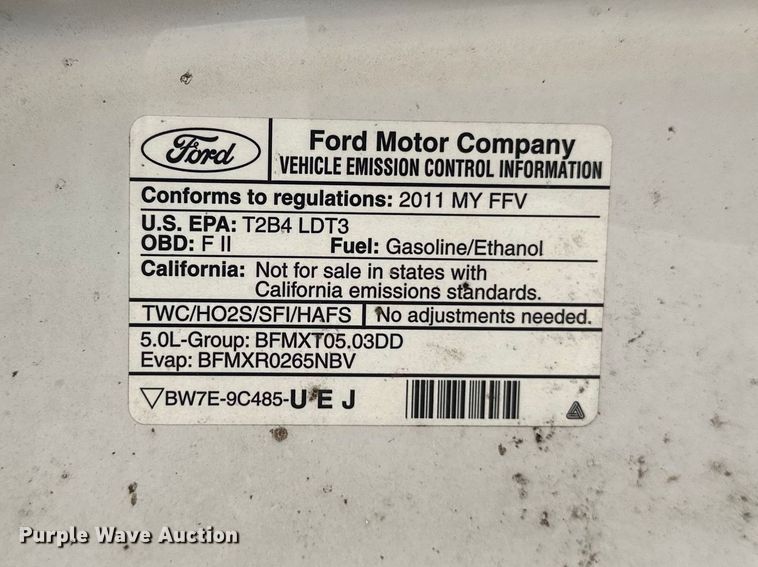 Ford
Ford Motor Company
VEHICLE EMISSION CONTROL INFORMATION
Conforms to regulations: 2011 MY FFV
U.S. EPA: T2B4 LDT3
OBD: F II Fuel: Gasoline/Ethanol
California: Not for sale in states with
California emissions standards.
TWC/HO2S/SFI/HAFS No adjustments needed.
5.0L-Group: BFMXT05.03DD
Evap: BFMXR0265NBV
▽BW7E-9C485-U E J
Purple Wave Auction